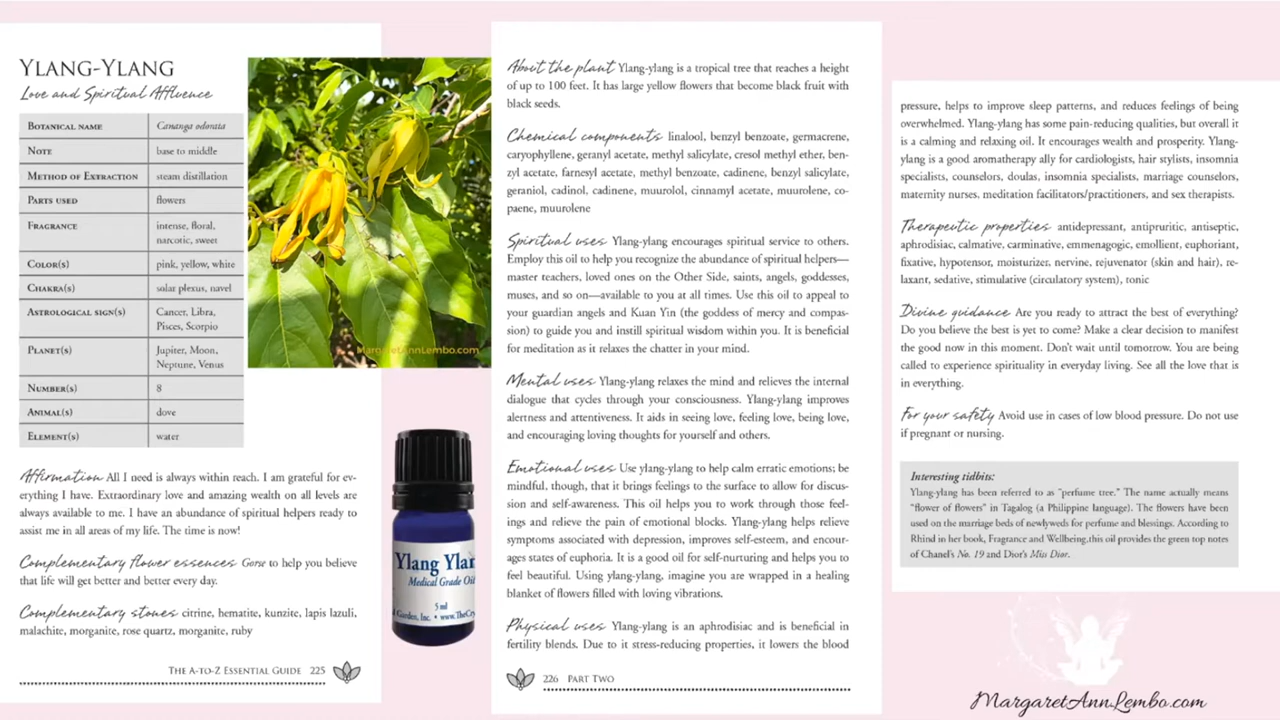 YLANG-YLANG
Love and Spiritual Affluence
BOTANICAL NAME Cananga odorata
NOTE base to middle
METHOD OF EXTRACTION steam distillation
PARTS USED flowers
FRAGRANCE intense, floral,
narcotic, sweet
COLOR(S) pink, yellow, white
CHAKRA(S) solar plexus, navel
ASTROLOGICAL SIGN(S) Cancer, Libra,
Pisces, Scorpio
PLANET(S) Jupiter, Moon,
Neptune, Venus
NUMBER(S) 8
ANIMAL(S) dove
ELEMENT(S) water
Affirmation All I need is always within reach. I am grateful for ev-
erything I have. Extraordinary love and amazing wealth on all levels are
always available to me. I have an abundance of spiritual helpers ready to
assist me in all areas of my life. The time is now!
Complementary flower essences Gorse to help you believe
that life will get better and better every day.
Complementary stones citrine, hematite, kunzite, lapis lazuli,
malachite, morganite, rose quartz, morganite, ruby
THE A-TO-Z ESSENTIAL GUIDE 225
MargaretAnnLembo.com
Ylang Ylan
Medical Grade Oil
5 ml
Garden, Inc. • www.TheCry
About the plant Ylang-ylang is a tropical tree that reaches a height
of up to 100 feet. It has large yellow flowers that become black fruit with
black seeds.
Chemical components linalool, benzyl benzoate, germacrene,
caryophyllene, geranyl acetate, methyl salicylate, cresol methyl ether, ben-
zyl acetate, farnesyl acetate, methyl benzoate, cadinene, benzyl salicylate,
geraniol, cadinol, cadinene, muurolol, cinnamyl acetate, muurolene, co-
paene, muurolene
Spiritual uses Ylang-ylang encourages spiritual service to others.
Employ this oil to help you recognize the abundance of spiritual helpers—
master teachers, loved ones on the Other Side, saints, angels, goddesses,
muses, and so on—available to you at all times. Use this oil to appeal to
your guardian angels and Kuan Yin (the goddess of mercy and compas-
sion) to guide you and instill spiritual wisdom within you. It is beneficial
for meditation as it relaxes the chatter in your mind.
Mental uses Ylang-ylang relaxes the mind and relieves the internal
dialogue that cycles through your consciousness. Ylang-ylang improves
alertness and attentiveness. It aids in seeing love, feeling love, being love,
and encouraging loving thoughts for yourself and others.
Emotional uses Use ylang-ylang to help calm erratic emotions; be
mindful, though, that it brings feelings to the surface to allow for discus-
sion and self-awareness. This oil helps you to work through those feel-
ings and relieve the pain of emotional blocks. Ylang-ylang helps relieve
symptoms associated with depression, improves self-esteem, and encour-
ages states of euphoria. It is a good oil for self-nurturing and helps you to
feel beautiful. Using ylang-ylang, imagine you are wrapped in a healing
blanket of flowers filled with loving vibrations.
Physical uses Ylang-ylang is an aphrodisiac and is beneficial in
fertility blends. Due to it stress-reducing properties, it lowers the blood
226 PART TWO
pressure, helps to improve sleep patterns, and reduces feelings of being
overwhelmed. Ylang-ylang has some pain-reducing qualities, but overall it
is a calming and relaxing oil. It encourages wealth and prosperity. Ylang-
ylang is a good aromatherapy ally for cardiologists, hair stylists, insomnia
specialists, counselors, doulas, insomnia specialists, marriage counselors,
maternity nurses, meditation facilitators/practitioners, and sex therapists.
Therapeutic properties antidepressant, antipruritic, antiseptic,
aphrodisiac, calmative, carminative, emmenagogic, emollient, euphoriant,
fixative, hypotensor, moisturizer, nervine, rejuvenator (skin and hair), re-
laxant, sedative, stimulative (circulatory system), tonic
Divine guidance Are you ready to attract the best of everything?
Do you believe the best is yet to come? Make a clear decision to manifest
the good now in this moment. Don't wait until tomorrow. You are being
called to experience spirituality in everyday living. See all the love that is
in everything.
For your safety Avoid use in cases of low blood pressure. Do not use
if pregnant or nursing.
Interesting tidbits:
Ylang-ylang has been referred to as "perfume tree." The name actually means
"flower of flowers" in Tagalog (a Philippine language). The flowers have been
used on the marriage beds of newlyweds for perfume and blessings. According to
Rhind in her book, Fragrance and Wellbeing,this oil provides the green top notes
of Chanel's No. 19 and Dior's Miss Dior.
MargaretAnnLembo.com